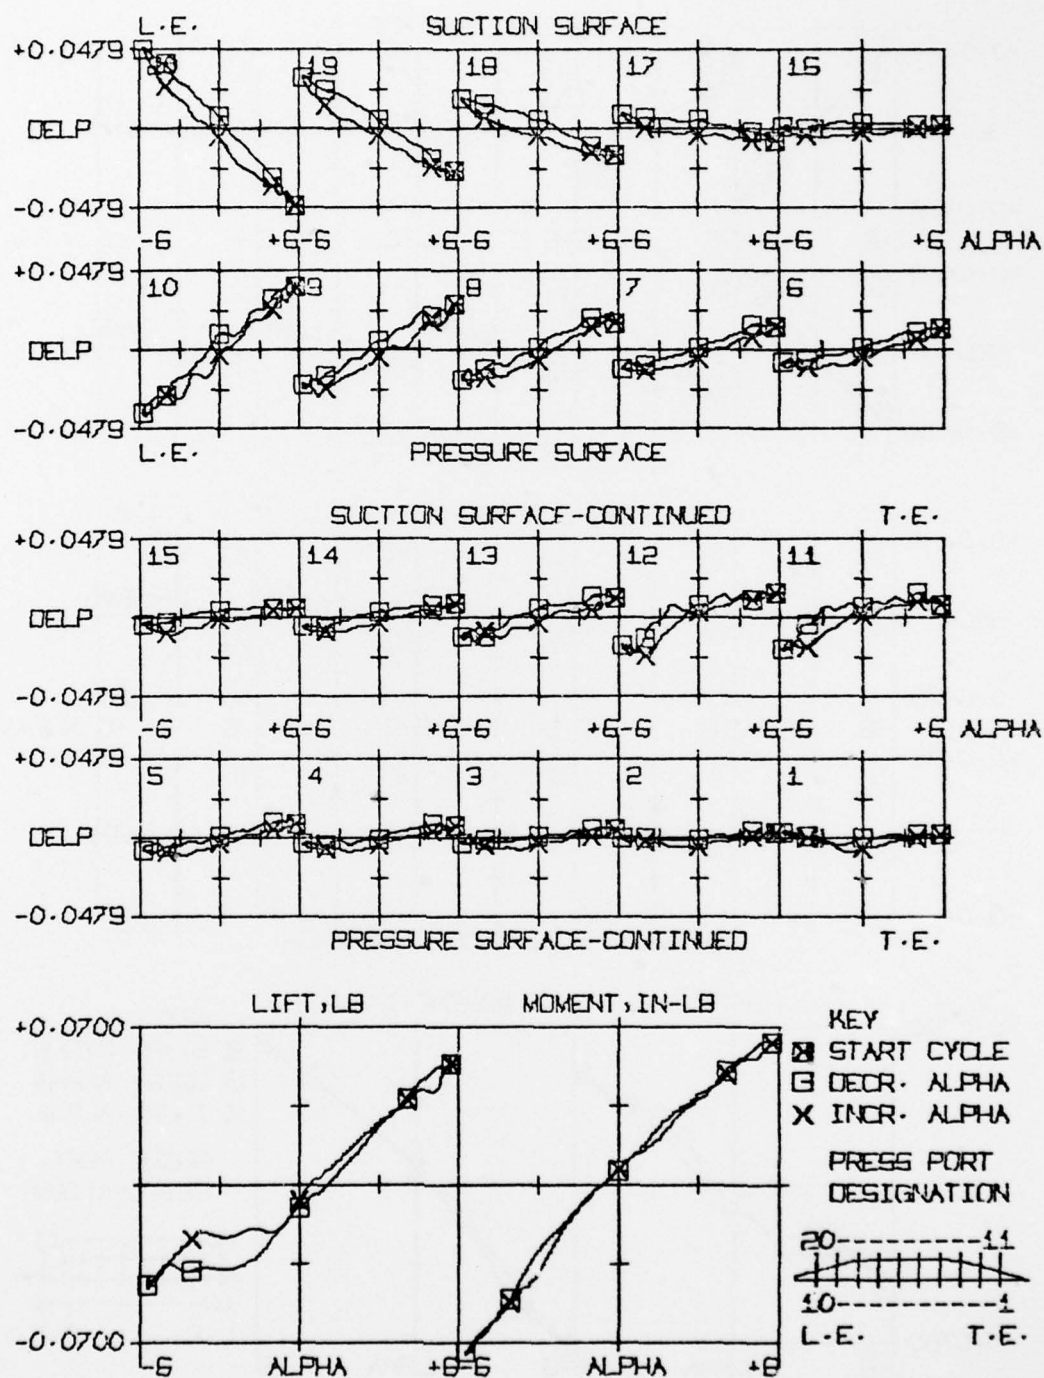 L.E. SUCTION SURFACE
+0.0479
19 18 17 16
DELP
-0.0479
-6 +6-6 +6-6 +6-6 +6-6 +6 ALPHA
+0.0479
10 9 8 7 6
DELP
-0.0479
L.E. PRESSURE SURFACE
SUCTION SURFACE-CONTINUED T.E.
+0.0479
15 14 13 12 11
DELP
-0.0479
-6 +6-6 +6-6 +6-6 +6-6 +6 ALPHA
+0.0479
5 4 3 2 1
DELP
-0.0479
PRESSURE SURFACE-CONTINUED T.E.
LIFT,LB MOMENT,IN-LB
+0.0700
-0.0700
-6 ALPHA +6-6 ALPHA +6
KEY
START CYCLE
DECR. ALPHA
INCR. ALPHA
PRESS PORT
DESIGNATION
20----------11
10----------1
L.E. T.E.